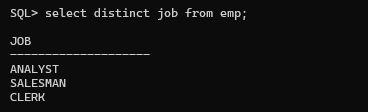 SQL> select distinct job from emp;
JOB
--------------------
ANALYST
SALESMAN
CLERK